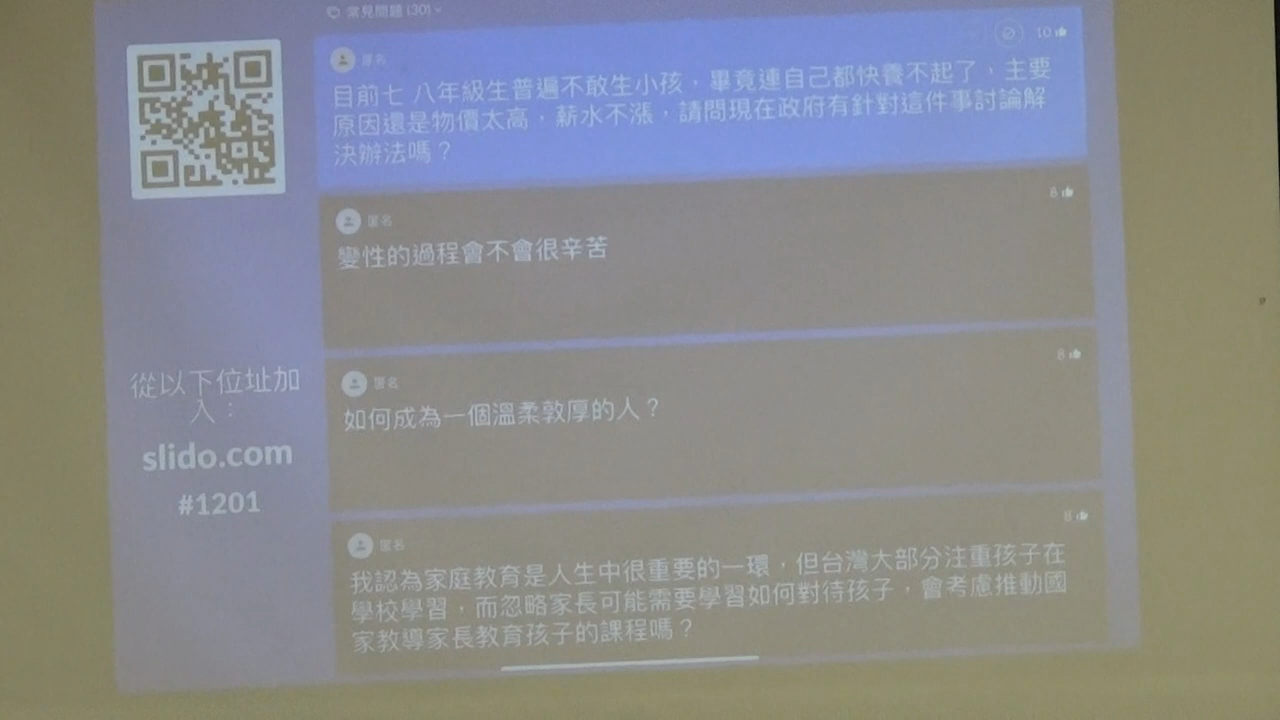 常見問題 (30)
匿名
10
目前七 八年級生普遍不敢生小孩，畢竟連自己都快養不起了，主要
原因還是物價太高，薪水不漲，請問現在政府有針對這件事討論解
決辦法嗎？
匿名
8
變性的過程會不會很辛苦
匿名
8
如何成為一個溫柔敦厚的人？
匿名
8
我認為家庭教育是人生中很重要的一環，但台灣大部分注重孩子在
學校學習，而忽略家長可能需要學習如何對待孩子，會考慮推動國
家教導家長教育孩子的課程嗎？
從以下位址加
入：
slido.com
#1201